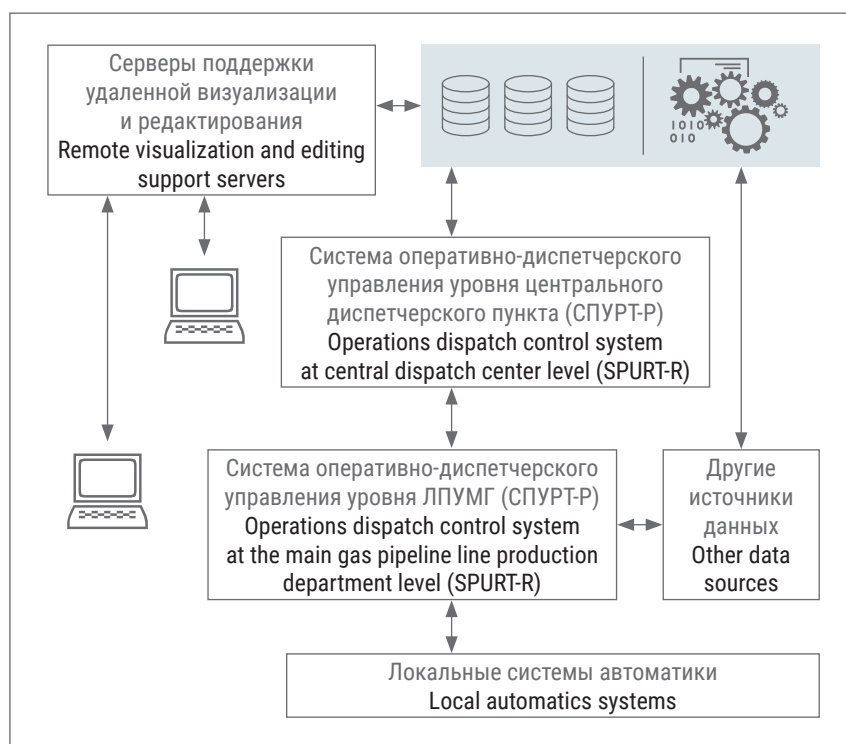 Серверы поддержки
удаленной визуализации
и редактирования
Remote visualization and editing
support servers
1010
010
Система оперативно-диспетчерского
управления уровня центрального
диспетчерского пункта (СПУРТ-Р)
Operations dispatch control system
at central dispatch center level (SPURT-R)
Система оперативно-диспетчерского
управления уровня ЛПУМГ (СПУРТ-Р)
Operations dispatch control system
at the main gas pipeline line production
department level (SPURT-R)
Другие
источники
данных
Other data
sources
Локальные системы автоматики
Local automatics systems